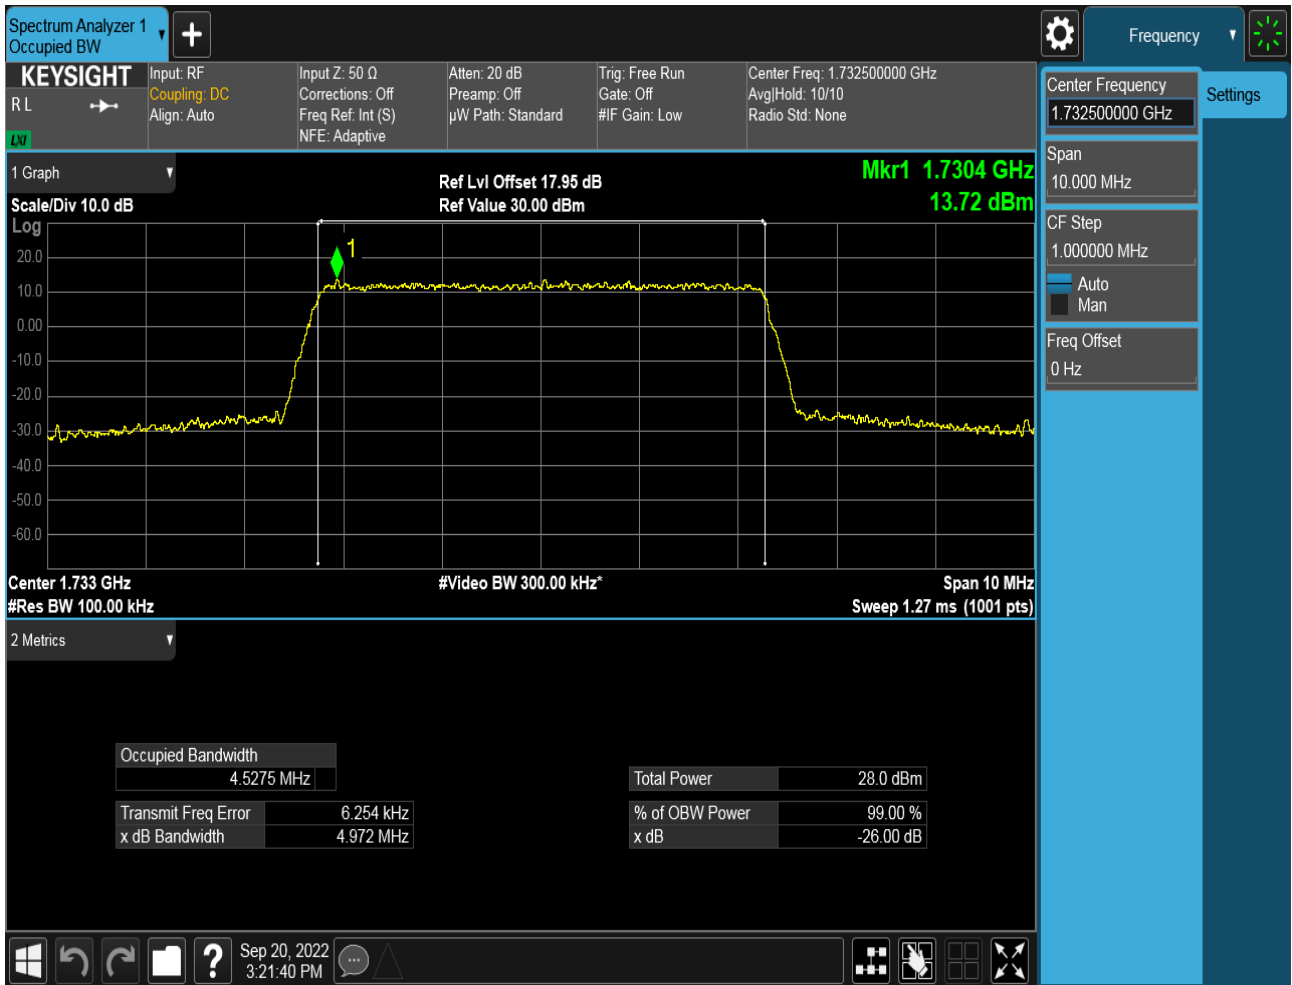 Spectrum Analyzer 1
Occupied BW
Frequency
KEYSIGHT
R L
LXI
Input: RF
Coupling: DC
Align: Auto
Input Z: 50 Ω
Corrections: Off
Freq Ref: Int (S)
NFE: Adaptive
Atten: 20 dB
Preamp: Off
µW Path: Standard
Trig: Free Run
Gate: Off
#IF Gain: Low
Center Freq: 1.732500000 GHz
Avg|Hold: 10/10
Radio Std: None
Center Frequency
1.732500000 GHz
Settings
Span
10.000 MHz
CF Step
1.000000 MHz
Auto
Man
Freq Offset
0 Hz
1 Graph
Scale/Div 10.0 dB
Log
Ref Lvl Offset 17.95 dB
Ref Value 30.00 dBm
Mkr1 1.7304 GHz
13.72 dBm
1
20.0
10.0
0.00
-10.0
-20.0
-30.0
-40.0
-50.0
-60.0
Center 1.733 GHz
#Res BW 100.00 kHz
#Video BW 300.00 kHz*
Span 10 MHz
Sweep 1.27 ms (1001 pts)
2 Metrics
Occupied Bandwidth
4.5275 MHz
Transmit Freq Error 6.254 kHz
x dB Bandwidth 4.972 MHz
Total Power 28.0 dBm
% of OBW Power 99.00 %
x dB -26.00 dB
Sep 20, 2022
3:21:40 PM